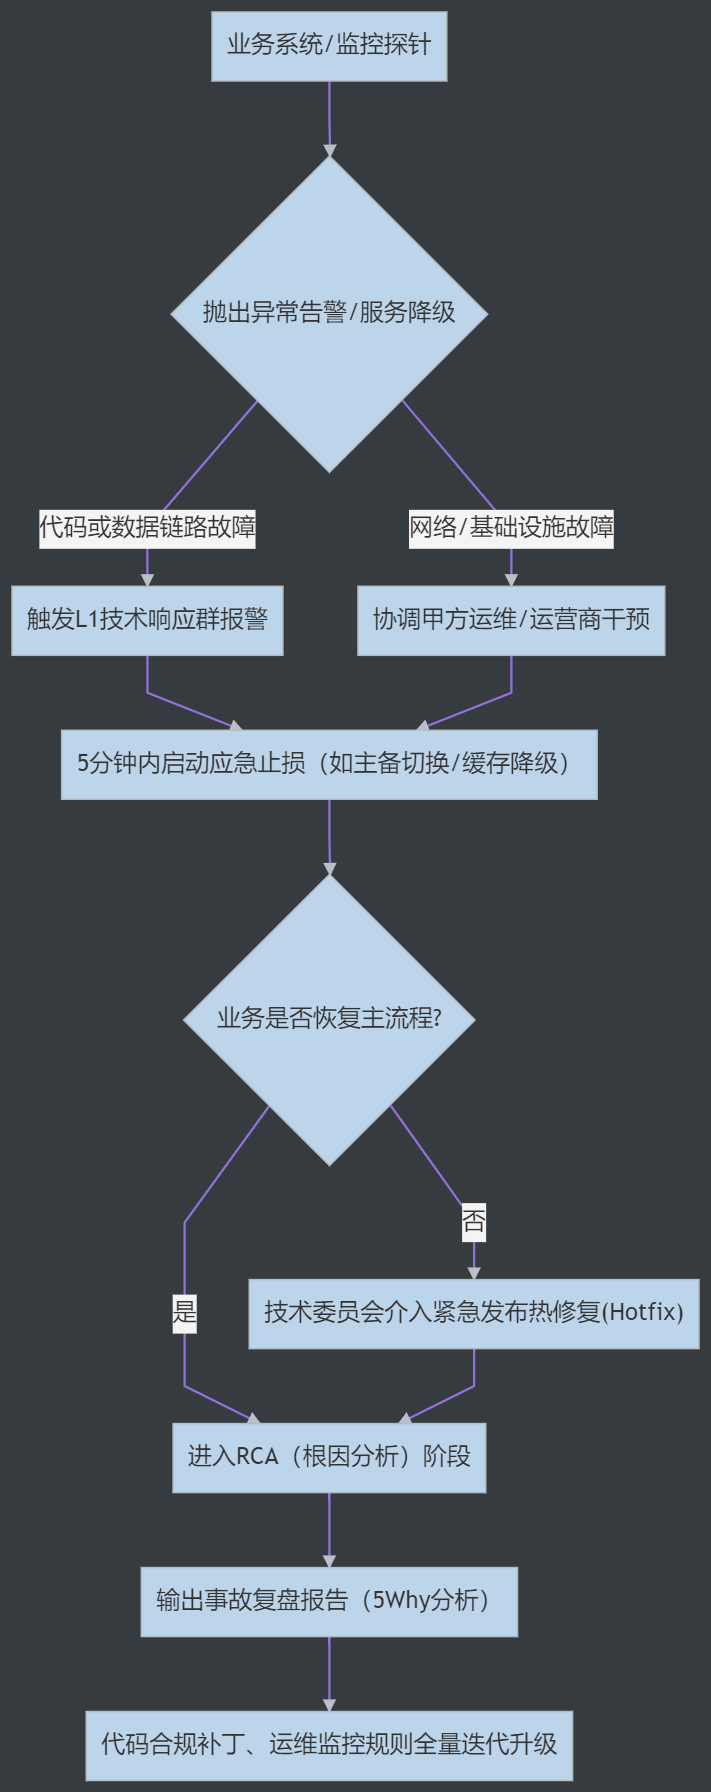 业务系统/监控探针
抛出异常告警/服务降级
代码或数据链路故障
网络/基础设施故障
触发L1技术响应群报警
协调甲方运维/运营商干预
5分钟内启动应急止损（如主备切换/缓存降级）
业务是否恢复主流程?
否
技术委员会介入紧急发布热修复(Hotfix)
是
进入RCA（根因分析）阶段
输出事故复盘报告（5Why分析）
代码合规补丁、运维监控规则全量迭代升级